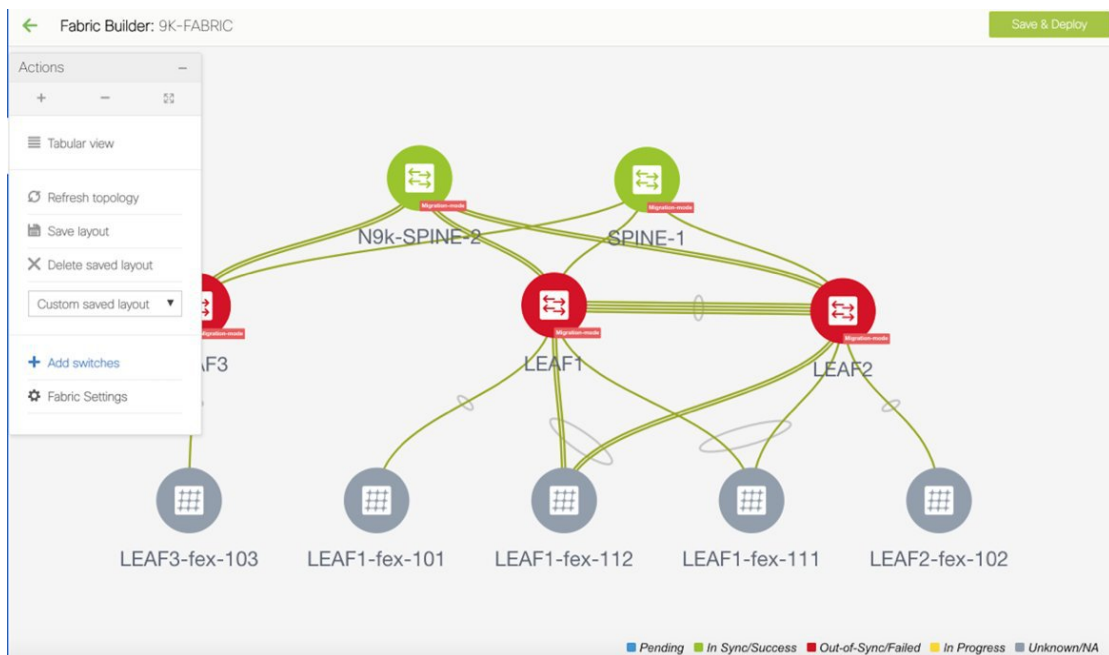 Fabric Builder: 9K-FABRIC
Save & Deploy
Actions
Tabular view
Refresh topology
Save layout
Delete saved layout
Custom saved layout
Add switches
Fabric Settings
Migration-mode
Migration-mode
N9k-SPINE-2
SPINE-1
Migration-mode
Migration-mode
Migration-mode
AF3
LEAF1
LEAF2
LEAF3-fex-103
LEAF1-fex-101
LEAF1-fex-112
LEAF1-fex-111
LEAF2-fex-102
Pending In Sync/Success Out-of-Sync/Failed In Progress Unknown/NA